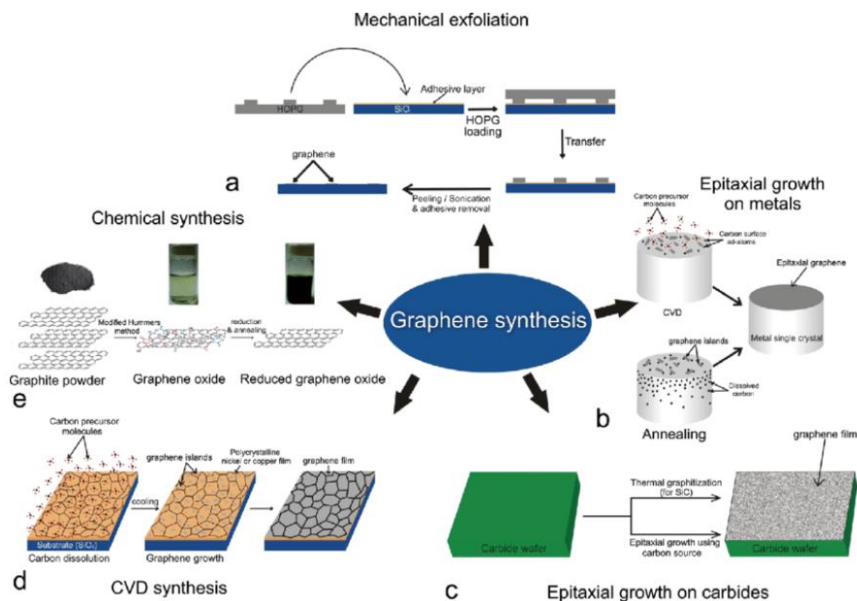 Mechanical exfoliation
Adhesive layer
HOPG
SiO₂
HOPG
loading
Transfer
graphene
Peeling / Sonication
& adhesive removal
a
Epitaxial growth
on metals
Carbon precursor
molecules
Carbon surface
ad-atoms
CVD
Epitaxial graphene
Metal single crystal
graphene islands
Dissolved
carbon
b
Annealing
Chemical synthesis
Modified Hummers
method
reduction
& annealing
Graphite powder
Graphene oxide
Reduced graphene oxide
e
Graphene synthesis
Carbon precursor
molecules
graphene islands
Polycrystalline
nickel or copper film
graphene film
cooling
Substrate (SiO₂)
Carbon dissolution
Graphene growth
d
CVD synthesis
graphene film
Thermal graphitization
(for SiC)
Epitaxial growth using
carbon source
Carbide wafer
Carbide wafer
c
Epitaxial growth on carbides